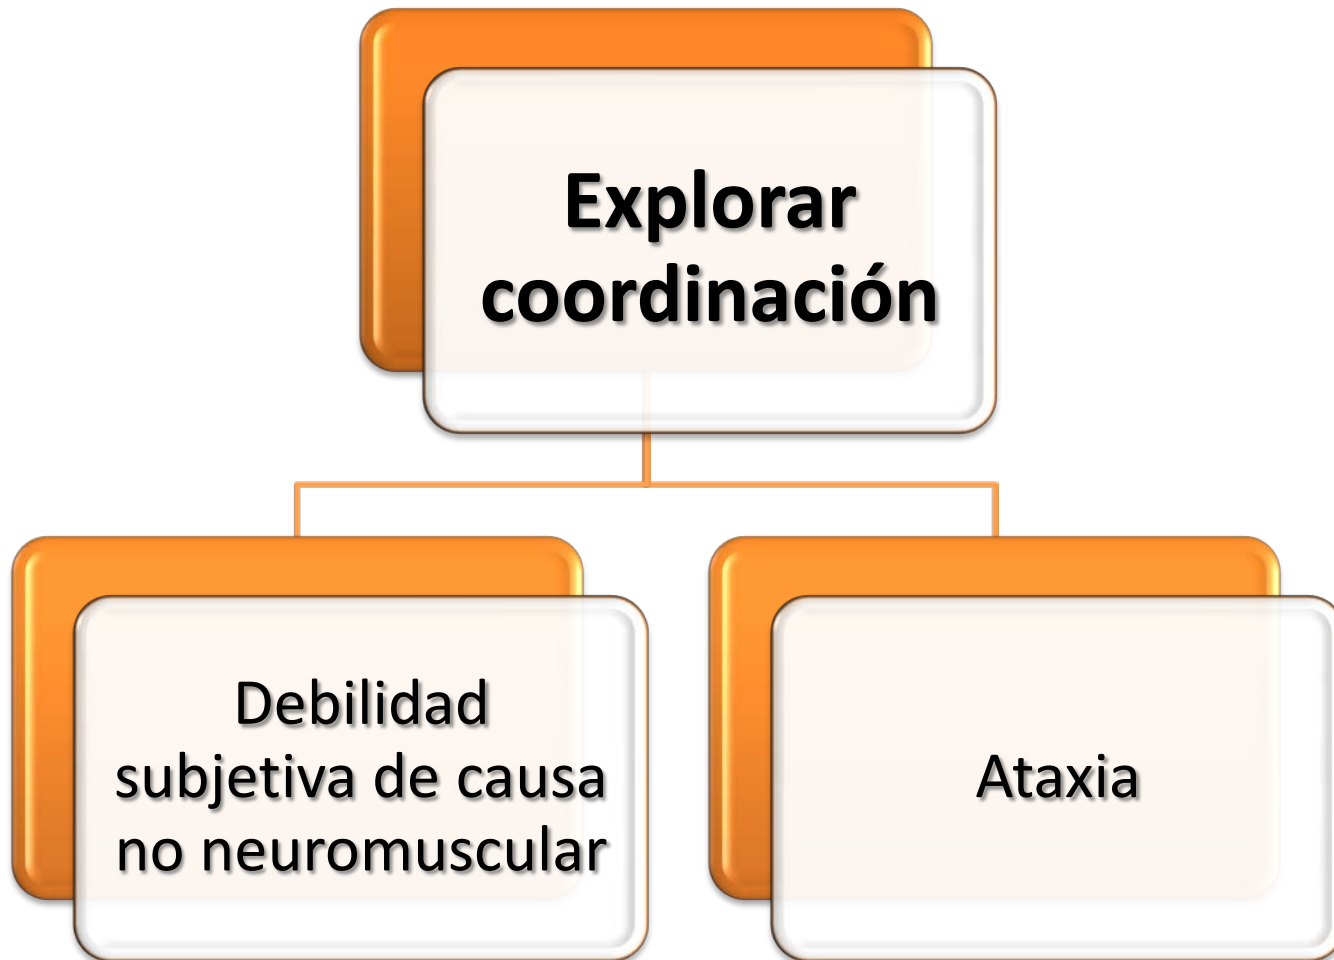 Explorar
coordinación
Debilidad
subjetiva de causa
no neuromuscular
Ataxia